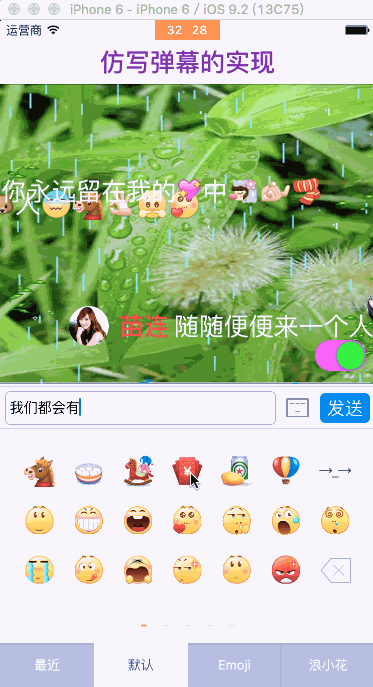 iPhone 6 - iPhone 6 / iOS 9.2 (13C75)
运营商 32 28
仿写弹幕的实现
你永远留在我的 中
人
苗连 随随便便来一个人
我们都会有
发送
→_→
最近 默认 Emoji 浪小花